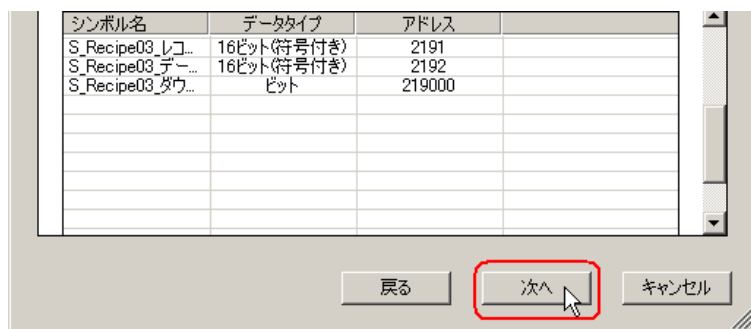 シンボル名 データタイプ アドレス
S_Recipe03_レコ... 16ビット(符号付き) 2191
S_Recipe03_デー... 16ビット(符号付き) 2192
S_Recipe03_ダウ... ビット 219000
戻る 次へ キャンセル